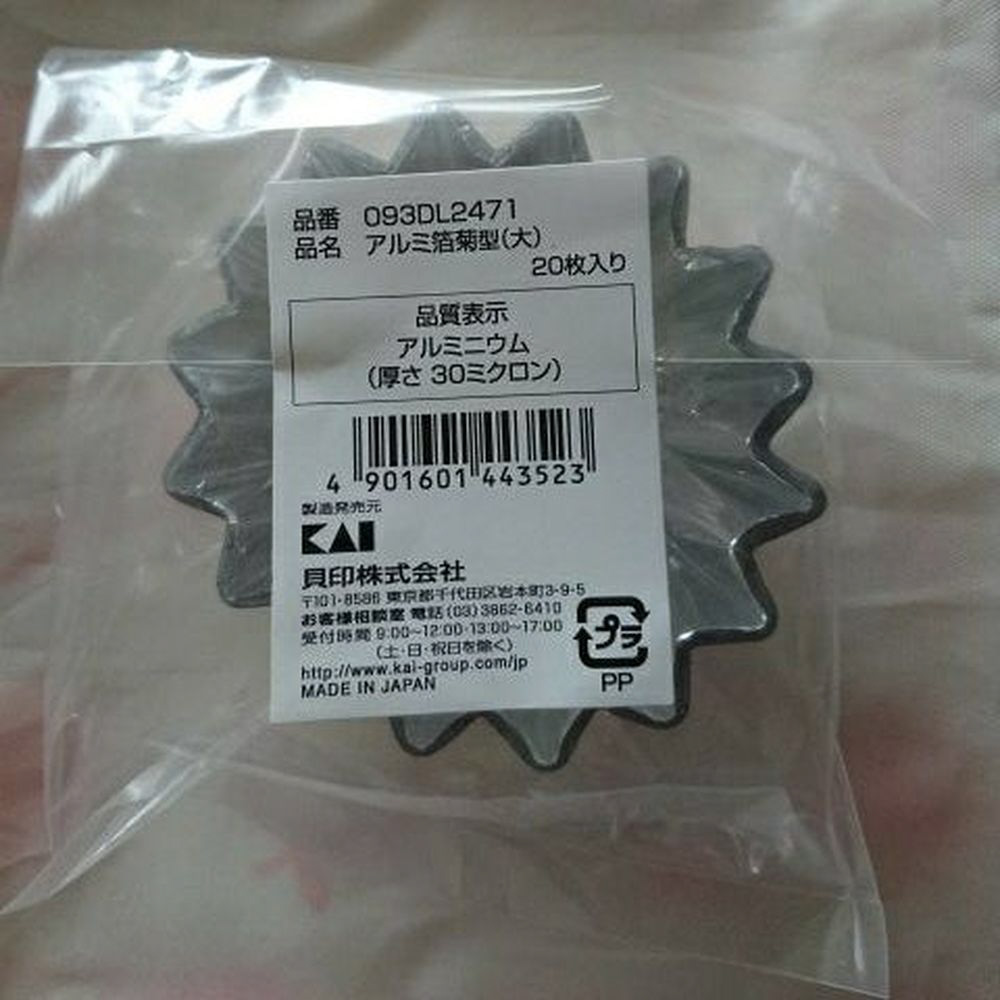 品番 093DL2471
品名 アルミ箔菊型(大)
20枚入り
品質表示
アルミニウム
(厚さ 30ミクロン)
4 901601 443523
製造発売元
KAI
貝印株式会社
〒101-8586 東京都千代田区岩本町3-9-5
お客様相談室 電話(03)3862-6410
受付時間 9:00~12:00・13:00~17:00
(土・日・祝日を除く)
http://www.kai-group.com/jp
MADE IN JAPAN
プラ
PP